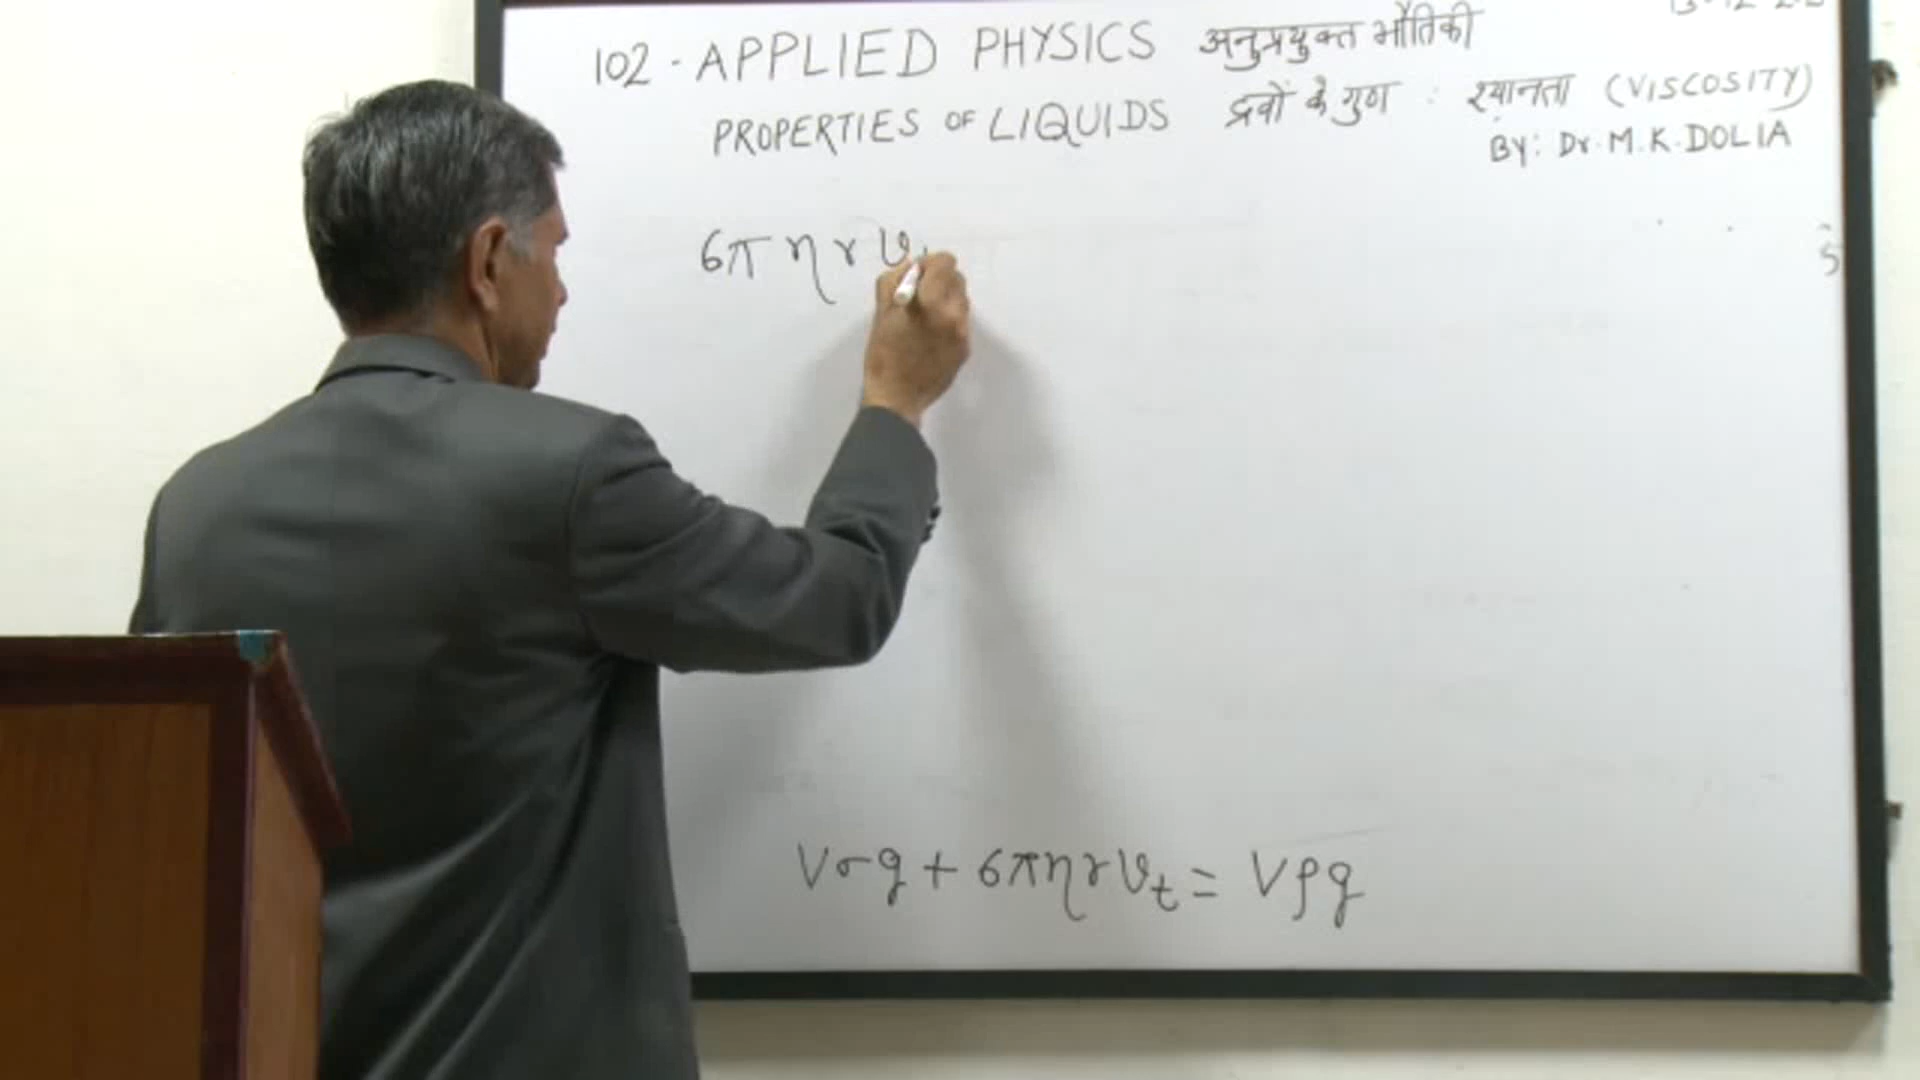 102 - APPLIED PHYSICS अनुप्रयुक्त भौतिकी
PROPERTIES OF LIQUIDS द्रवों के गुण : श्यानता (VISCOSITY)
BY: Dr. M. K. DOLIA
6π η r v
Vσg + 6πηrv_t = Vρg